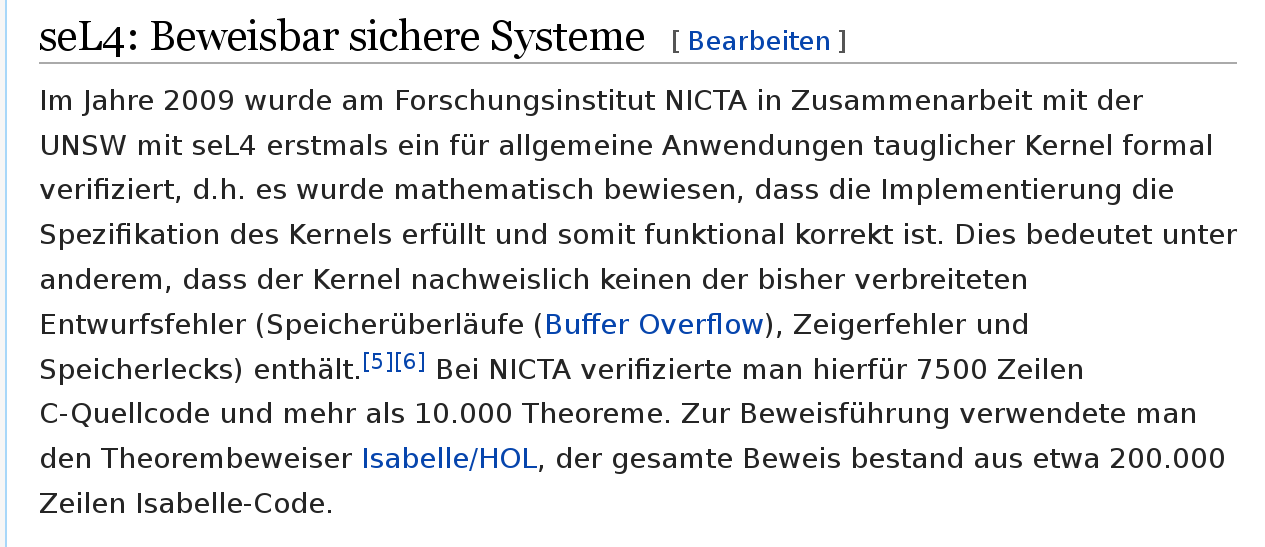 seL4: Beweisbar sichere Systeme [ Bearbeiten ]
Im Jahre 2009 wurde am Forschungsinstitut NICTA in Zusammenarbeit mit der
UNSW mit seL4 erstmals ein für allgemeine Anwendungen tauglicher Kernel formal
verifiziert, d.h. es wurde mathematisch bewiesen, dass die Implementierung die
Spezifikation des Kernels erfüllt und somit funktional korrekt ist. Dies bedeutet unter
anderem, dass der Kernel nachweislich keinen der bisher verbreiteten
Entwurfsfehler (Speicherüberläufe (Buffer Overflow), Zeigerfehler und
Speicherlecks) enthält.[5][6] Bei NICTA verifizierte man hierfür 7500 Zeilen
C-Quellcode und mehr als 10.000 Theoreme. Zur Beweisführung verwendete man
den Theorembeweiser Isabelle/HOL, der gesamte Beweis bestand aus etwa 200.000
Zeilen Isabelle-Code.